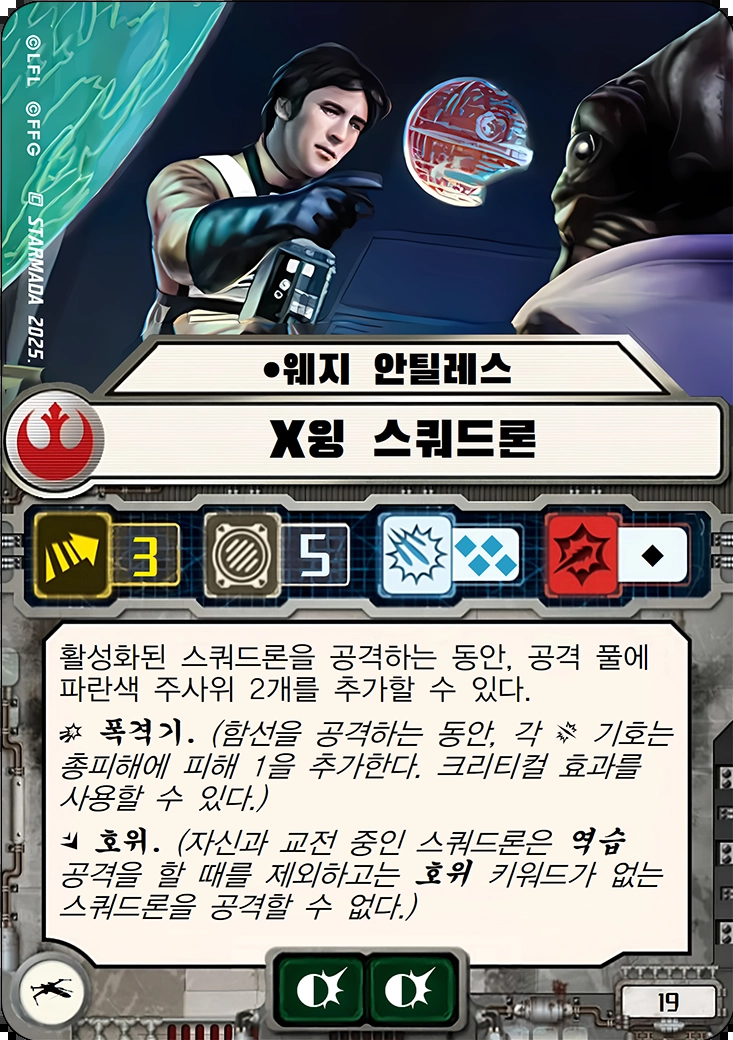 ©LFL ©FFG
STARMADA 2025.
•웨지 안틸레스
X윙 스쿼드론
3
5
활성화된 스쿼드론을 공격하는 동안, 공격 풀에
파란색 주사위 2개를 추가할 수 있다.
폭격기. (함선을 공격하는 동안, 각 기호는
총피해에 피해 1을 추가한다. 크리티컬 효과를
사용할 수 있다.)
호위. (자신과 교전 중인 스쿼드론은 역습
공격을 할 때를 제외하고는 호위 키워드가 없는
스쿼드론을 공격할 수 없다.)
19